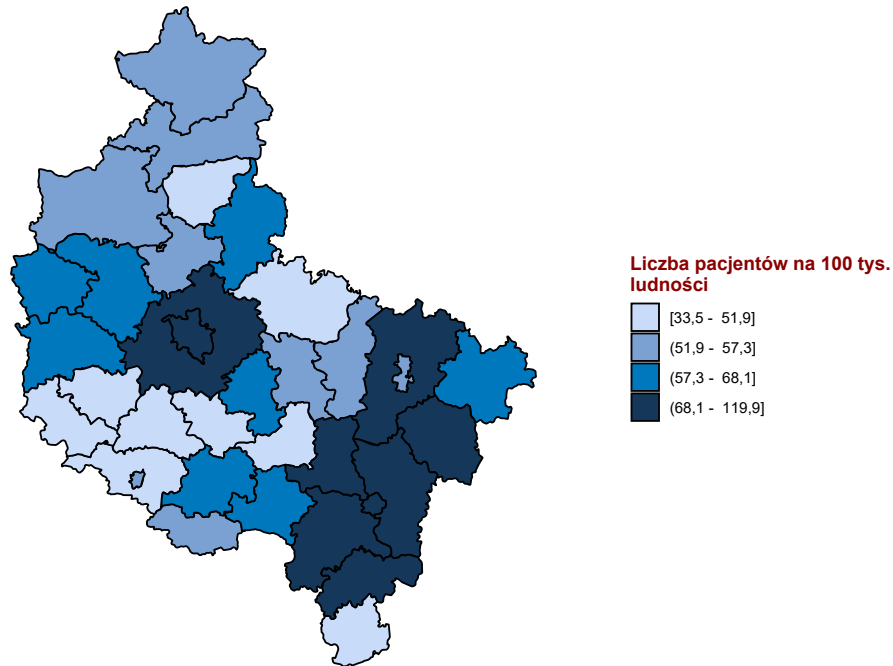 Liczba pacjentów na 100 tys.
ludności
[33,5 - 51,9]
(51,9 - 57,3]
(57,3 - 68,1]
(68,1 - 119,9]